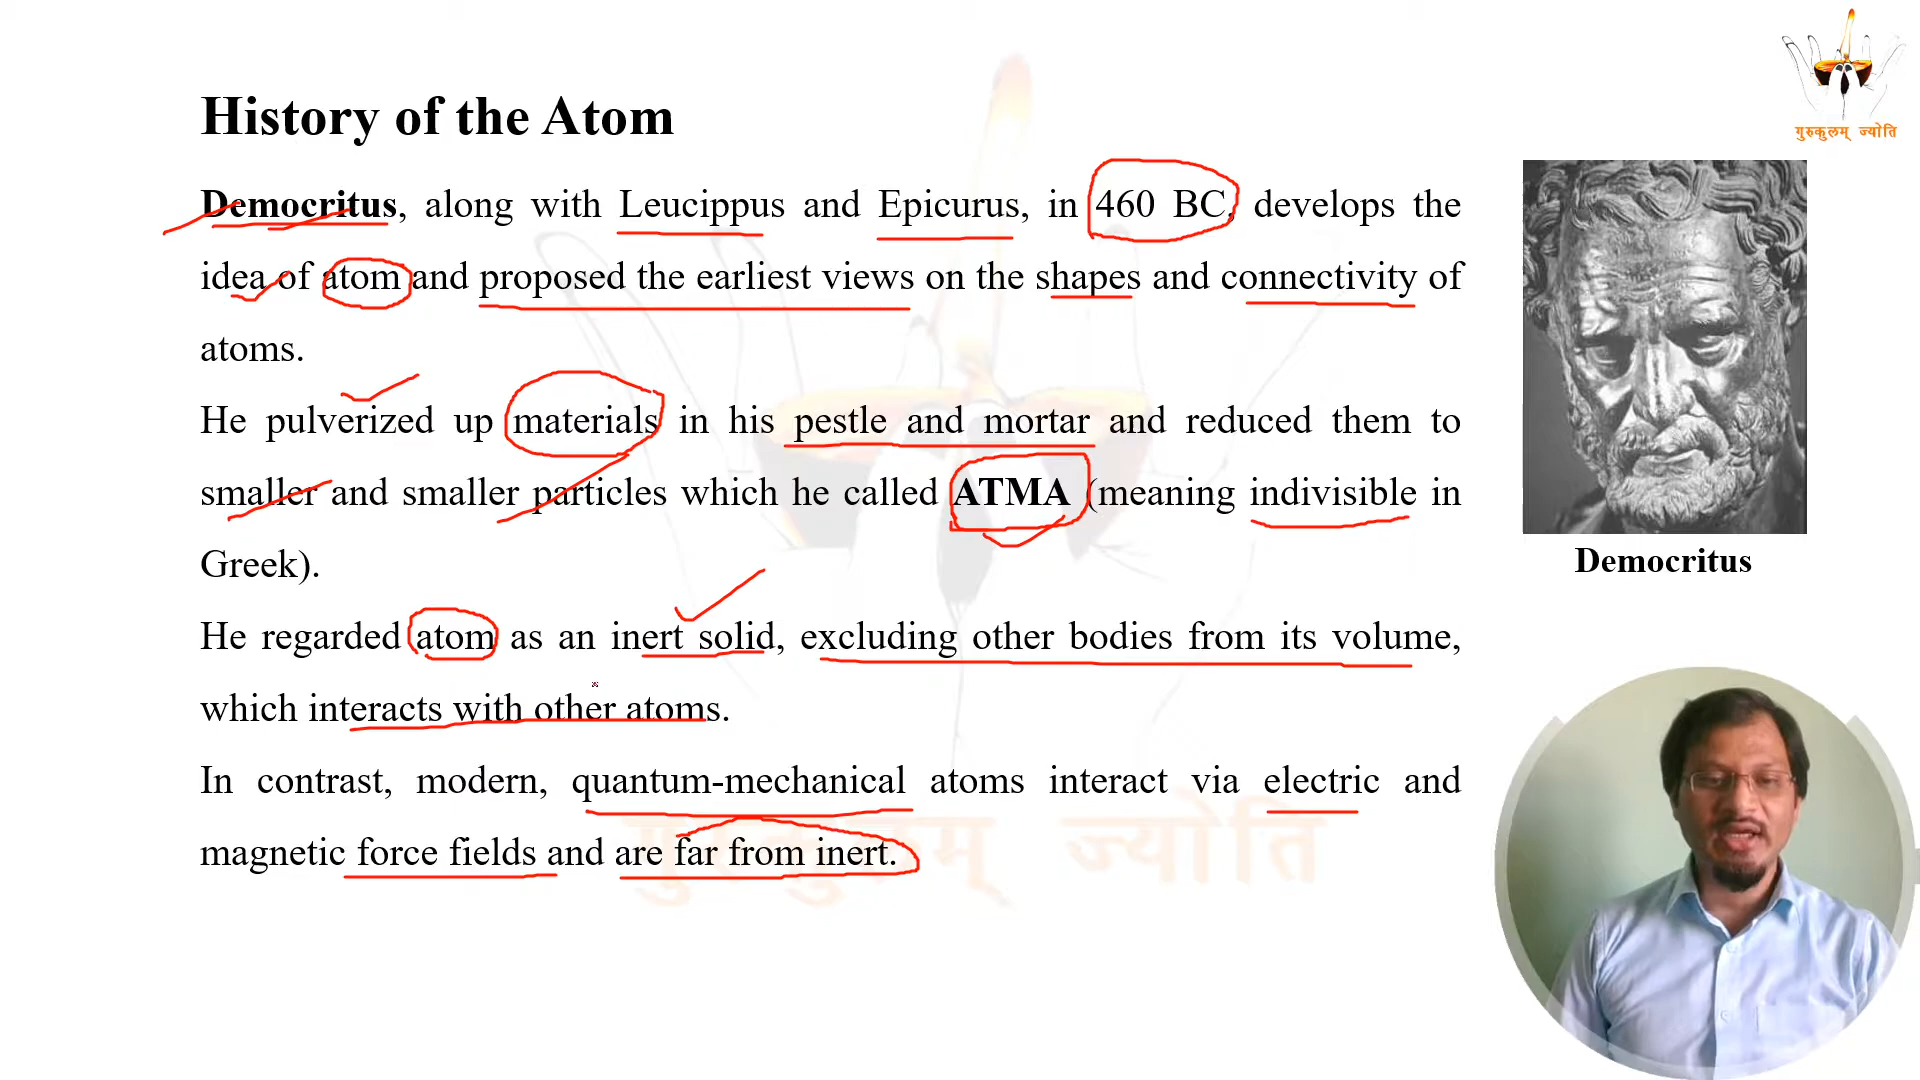 गुरुकुलम् ज्योति
History of the Atom
Democritus, along with Leucippus and Epicurus, in 460 BC, develops the
idea of atom and proposed the earliest views on the shapes and connectivity of
atoms.
He pulverized up materials in his pestle and mortar and reduced them to
smaller and smaller particles which he called ATMA (meaning indivisible in
Greek).
He regarded atom as an inert solid, excluding other bodies from its volume,
which interacts with other atoms.
In contrast, modern, quantum-mechanical atoms interact via electric and
magnetic force fields and are far from inert.
Democritus
गुरुकुलम् ज्योति